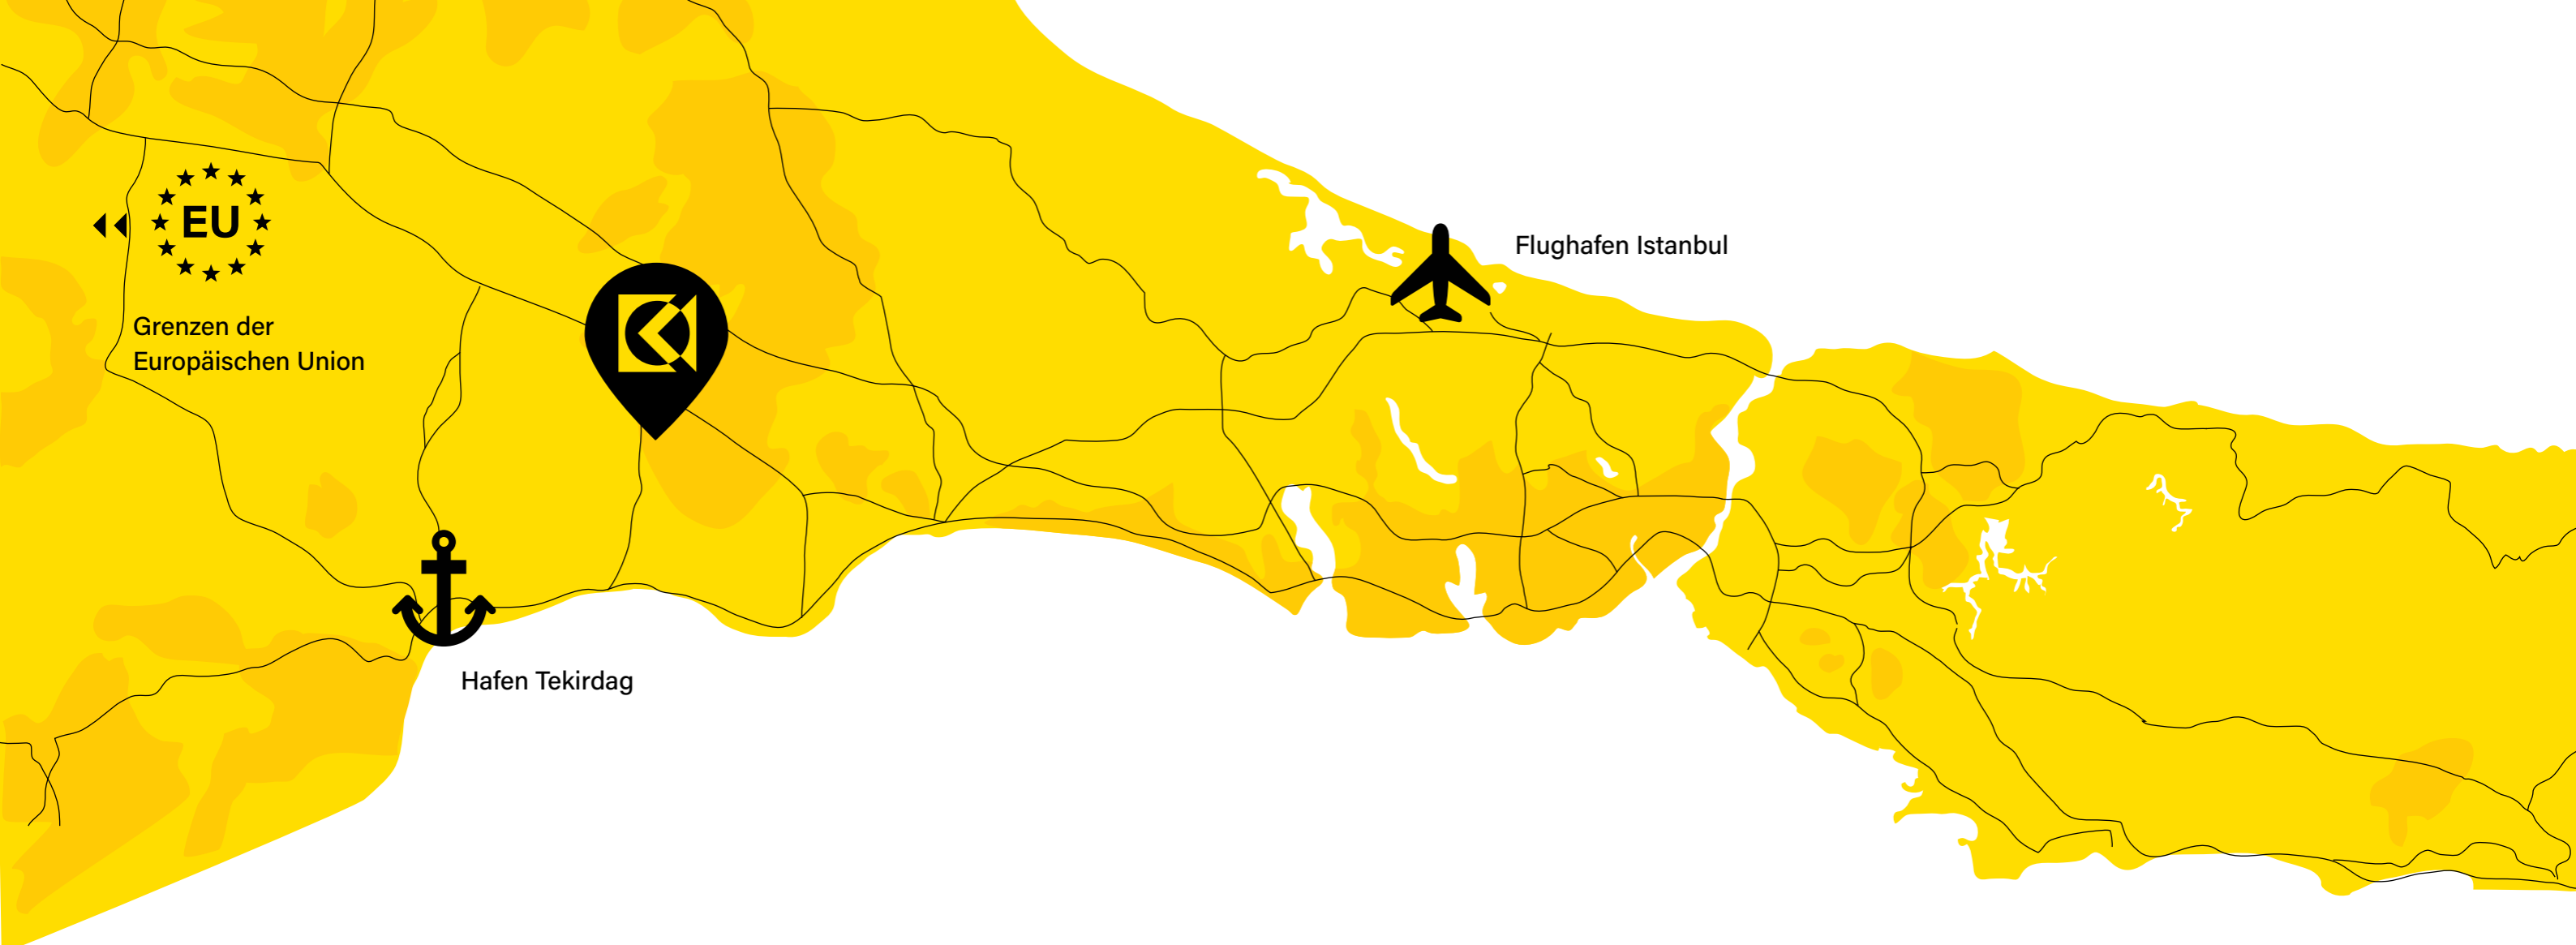 EU
Grenzen der
Europäischen Union
Flughafen Istanbul
Hafen Tekirdag